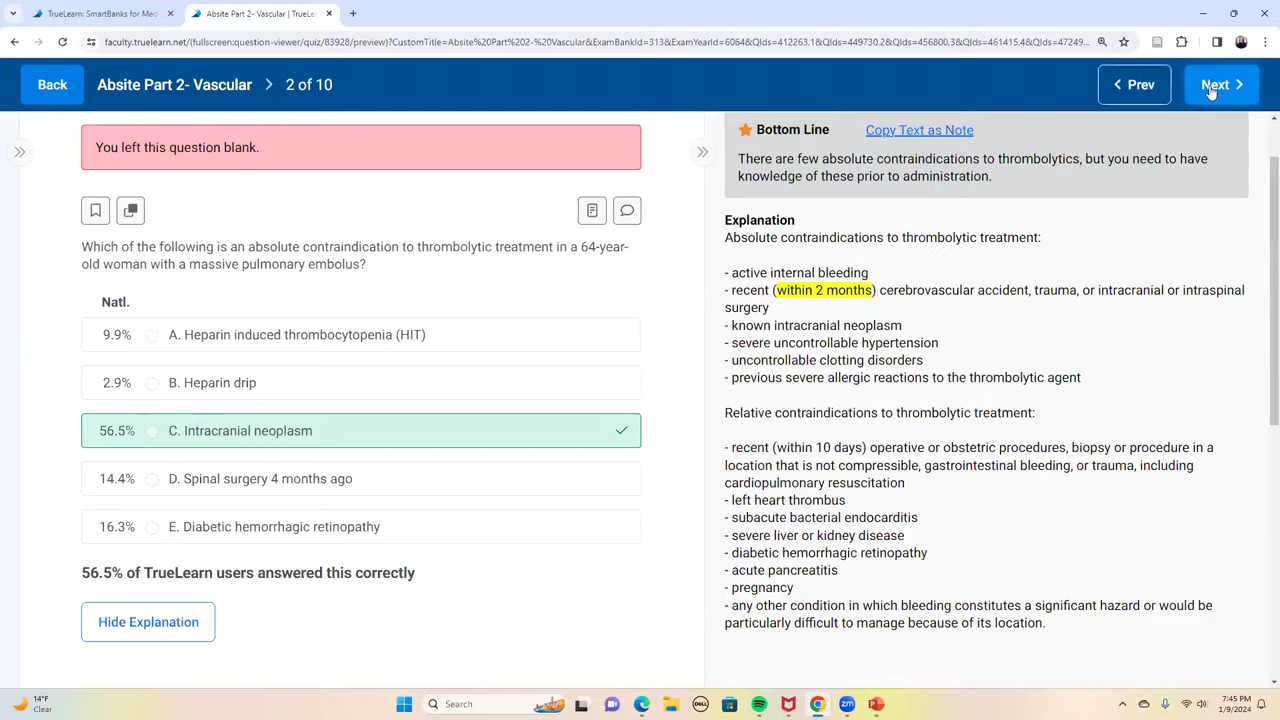 TrueLearn: SmartBanks for Med
Absite Part 2- Vascular | TrueLe
faculty.truelearn.net/(fullscreen:question-viewer/quiz/83928/preview)?CustomTitle=Absite%20Part%202-%20Vascular&ExamBankId=313&ExamYearId=6064&QIds=412263,1&QIds=449730,2&QIds=456800,3&QIds=461415,4&QIds=47249...
Back
Absite Part 2- Vascular > 2 of 10
Prev
Next
You left this question blank.
Which of the following is an absolute contraindication to thrombolytic treatment in a 64-year-
old woman with a massive pulmonary embolus?
Natl.
9.9% A. Heparin induced thrombocytopenia (HIT)
2.9% B. Heparin drip
56.5% C. Intracranial neoplasm
14.4% D. Spinal surgery 4 months ago
16.3% E. Diabetic hemorrhagic retinopathy
56.5% of TrueLearn users answered this correctly
Hide Explanation
Bottom Line Copy Text as Note
There are few absolute contraindications to thrombolytics, but you need to have
knowledge of these prior to administration.
Explanation
Absolute contraindications to thrombolytic treatment:
- active internal bleeding
- recent (within 2 months) cerebrovascular accident, trauma, or intracranial or intraspinal
surgery
- known intracranial neoplasm
- severe uncontrollable hypertension
- uncontrollable clotting disorders
- previous severe allergic reactions to the thrombolytic agent
Relative contraindications to thrombolytic treatment:
- recent (within 10 days) operative or obstetric procedures, biopsy or procedure in a
location that is not compressible, gastrointestinal bleeding, or trauma, including
cardiopulmonary resuscitation
- left heart thrombus
- subacute bacterial endocarditis
- severe liver or kidney disease
- diabetic hemorrhagic retinopathy
- acute pancreatitis
- pregnancy
- any other condition in which bleeding constitutes a significant hazard or would be
particularly difficult to manage because of its location.
14°F
Clear
Search
DELL
zm
7:45 PM
1/9/2024